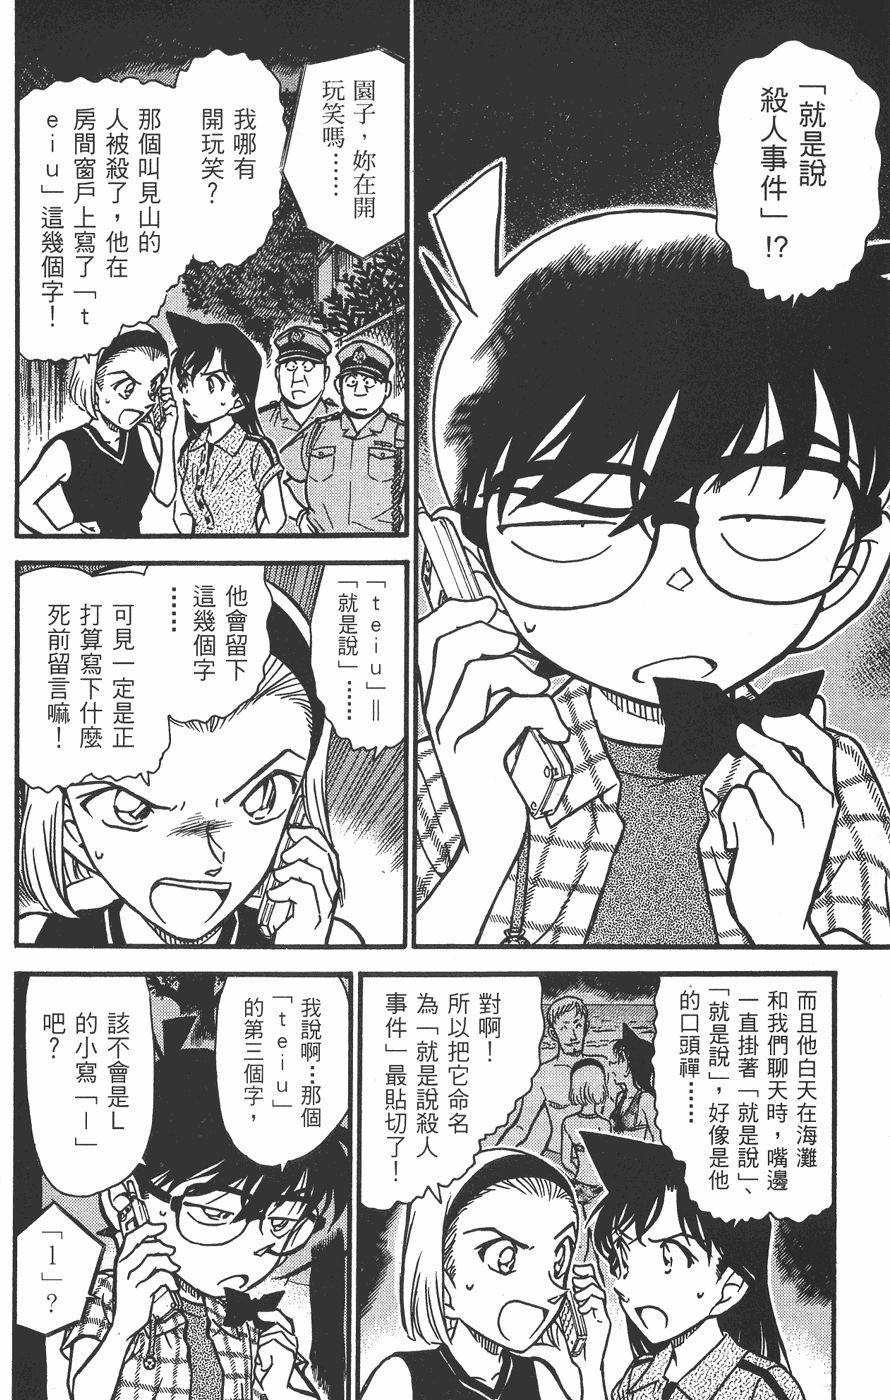 「就是說
殺人事件」!?
園子，妳在開
玩笑嗎……
我哪有
開玩笑？
那個叫見山的
人被殺了，他在
房間窗戶上寫了「t
eiu」這幾個字！
「teiu」＝
「就是說」……
他會留下
這幾個字
……
可見一定是正
打算寫下什麼
死前留言嘛！
而且他白天在海灘
和我們聊天時，嘴邊
一直掛著「就是說」、
「就是說」，好像是他
的口頭禪……
對啊！
所以把它命名
為「就是說殺人
事件」最貼切了！
我說啊…那個
「teiu」
的第三個字，
該不會是L
的小寫「l」
吧？
「l」？